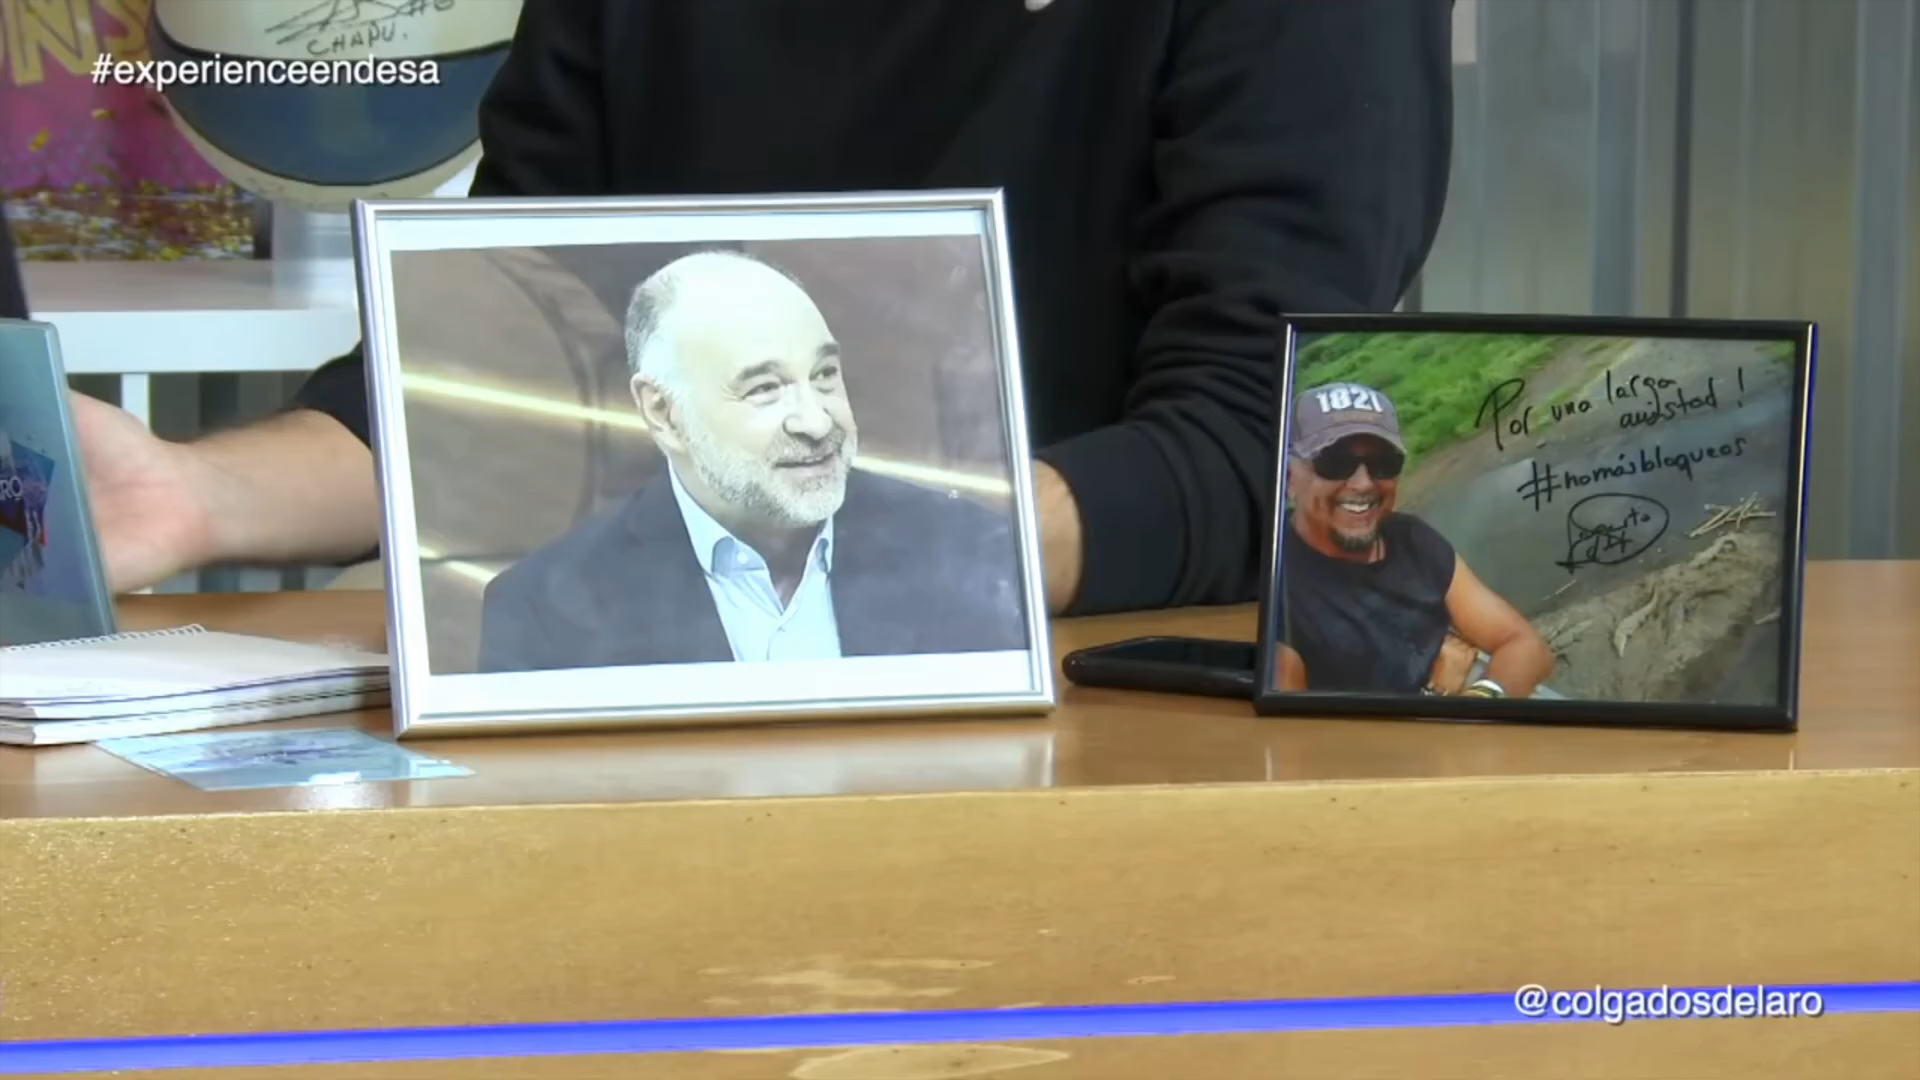 CHAPU.
#experienceendesa
1821
Por una larga
amistad!
#nomásbloqueos
@colgadosdelaro